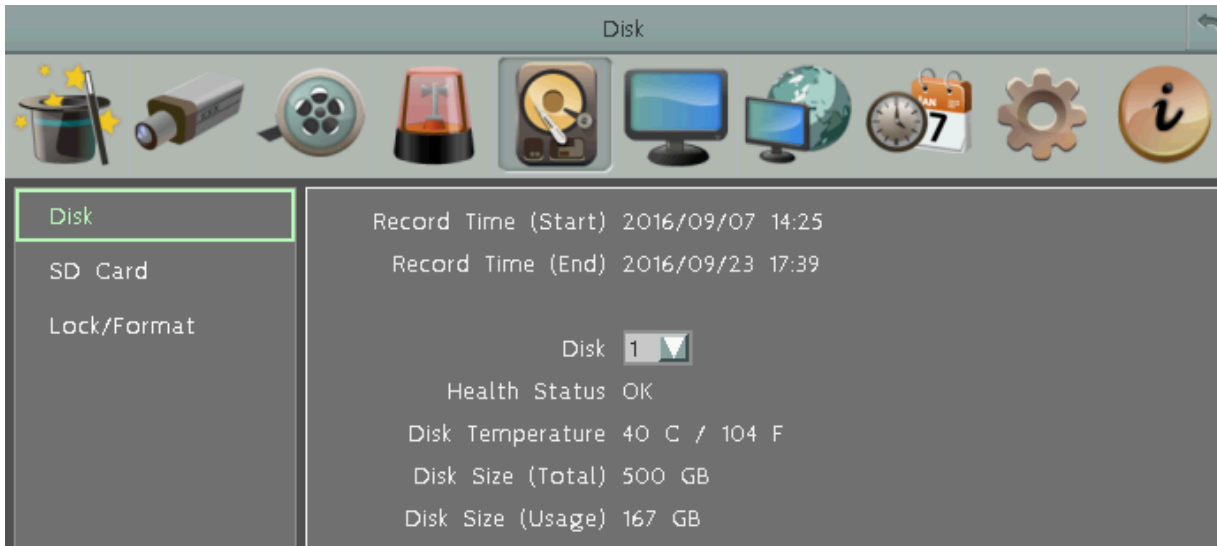 Disk
JAN
7
i
Disk
SD Card
Lock/Format
Record Time (Start) 2016/09/07 14:25
Record Time (End) 2016/09/23 17:39
Disk 1
Health Status OK
Disk Temperature 40 C / 104 F
Disk Size (Total) 500 GB
Disk Size (Usage) 167 GB